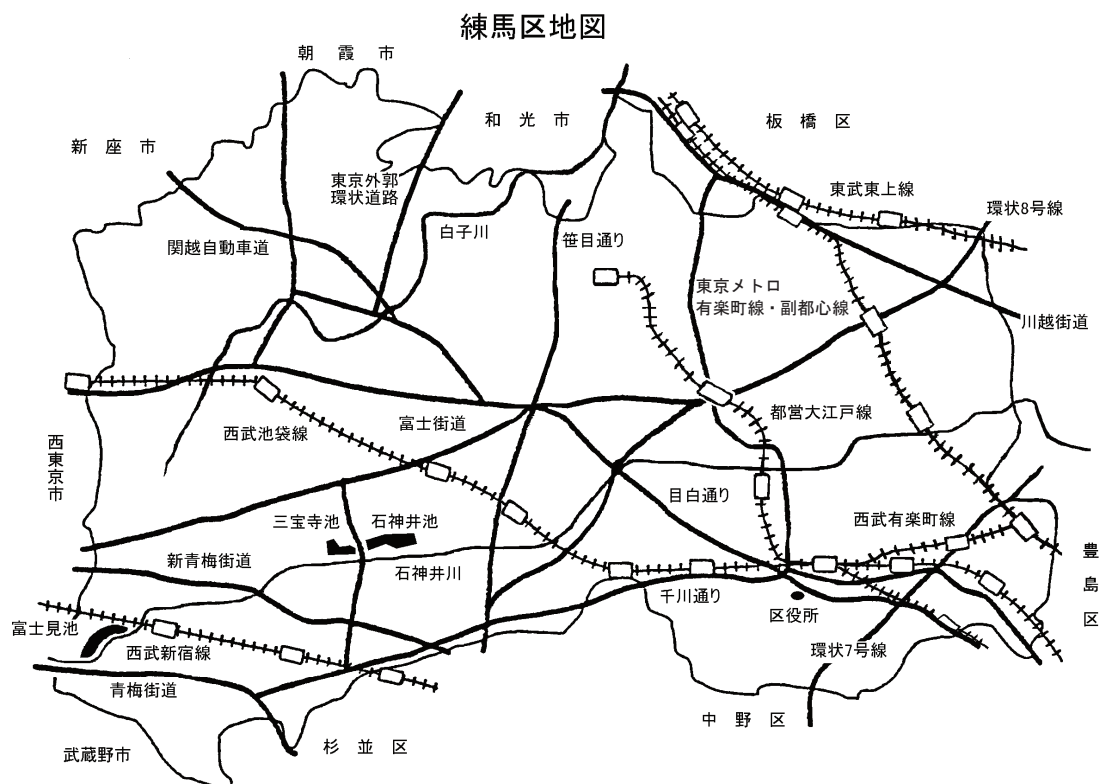 練馬区地図
朝霞市
和光市
板橋区
新座市
東京外郭
環状道路
東武東上線
環状8号線
白子川
笹目通り
関越自動車道
東京メトロ
有楽町線・副都心線
川越街道
富士街道
都営大江戸線
西武池袋線
西東京市
目白通り
三宝寺池
石神井池
西武有楽町線
新青梅街道
石神井川
豊島区
千川通り
区役所
富士見池
西武新宿線
環状7号線
青梅街道
中野区
杉並区
武蔵野市